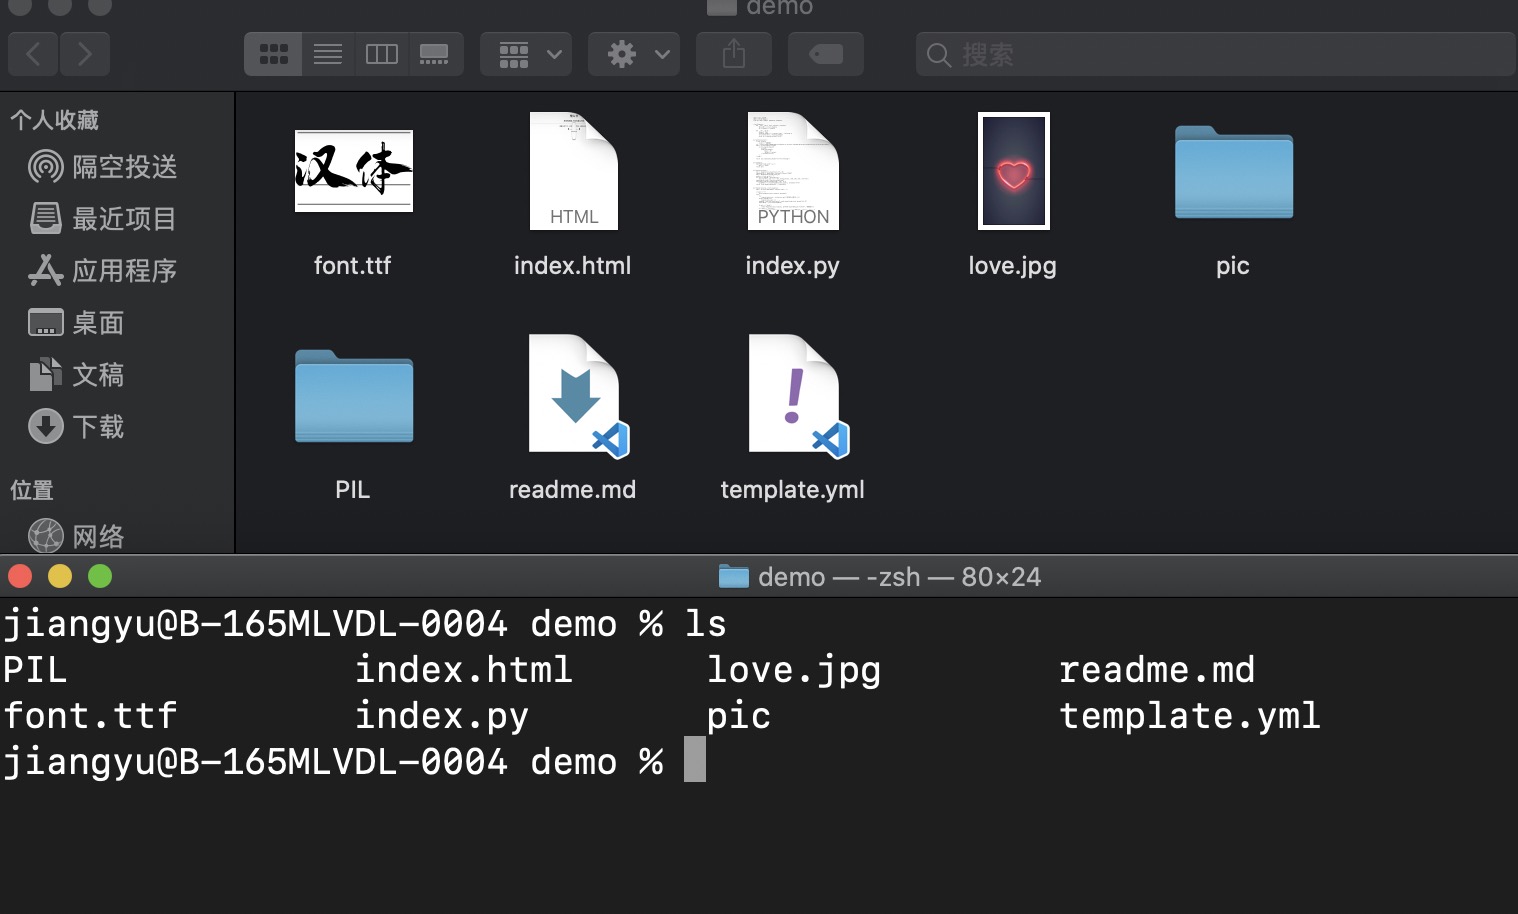 demo
搜索
个人收藏
隔空投送
最近项目
应用程序
桌面
文稿
下载
位置
网络
汉体
HTML
PYTHON
font.ttf
index.html
index.py
love.jpg
pic
PIL
readme.md
template.yml
demo — -zsh — 80×24
jiangyu@B-165MLVDL-0004 demo % ls
PIL index.html love.jpg readme.md
font.ttf index.py pic template.yml
jiangyu@B-165MLVDL-0004 demo %